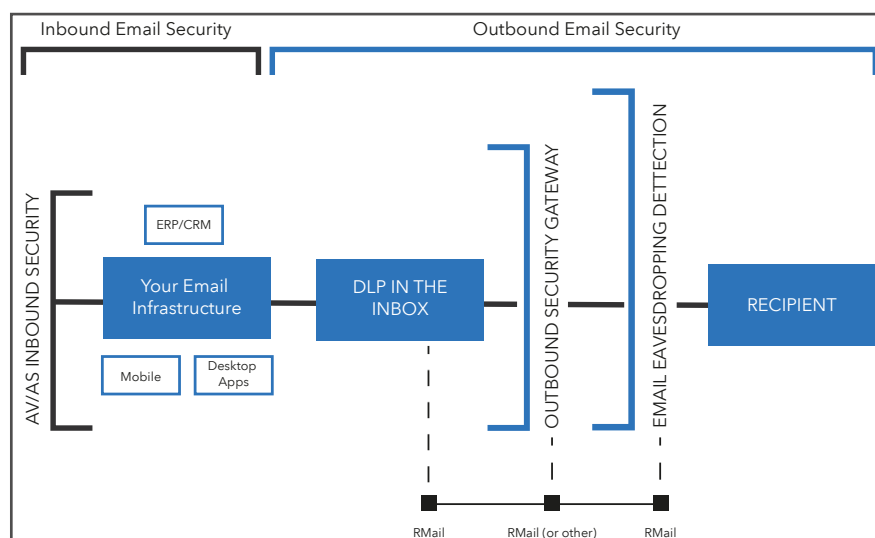 Inbound Email Security
Outbound Email Security
AV/AS INBOUND SECURITY
ERP/CRM
Your Email
Infrastructure
Mobile
Desktop
Apps
DLP IN THE
INBOX
OUTBOUND SECURITY GATEWAY
EMAIL EAVESDROPPING DETTECTION
RECIPIENT
RMail
RMail (or other)
RMail